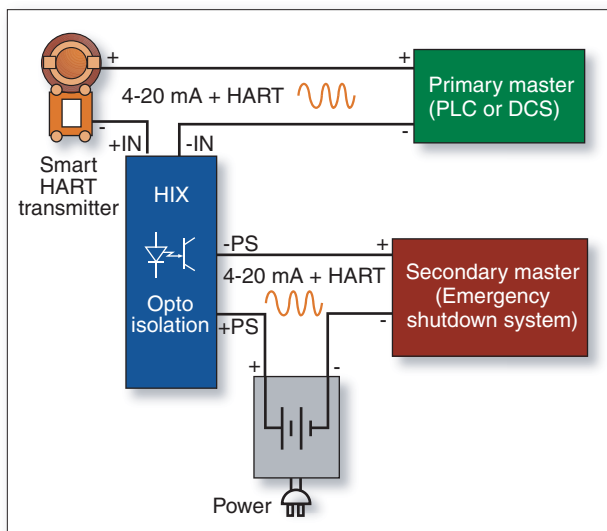 +
+
4-20 mA + HART
Primary master
(PLC or DCS)
-
-
+IN
-IN
Smart
HART
transmitter
HIX
-PS
+
4-20 mA + HART
Secondary master
(Emergency
shutdown system)
Opto
isolation
+PS
-
+
-
Power